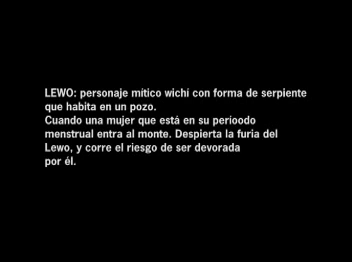 LEWO: personaje mítico wichí con forma de serpiente
que habita en un pozo.
Cuando una mujer que está en su períoodo
menstrual entra al monte. Despierta la furia del
Lewo, y corre el riesgo de ser devorada
por él.